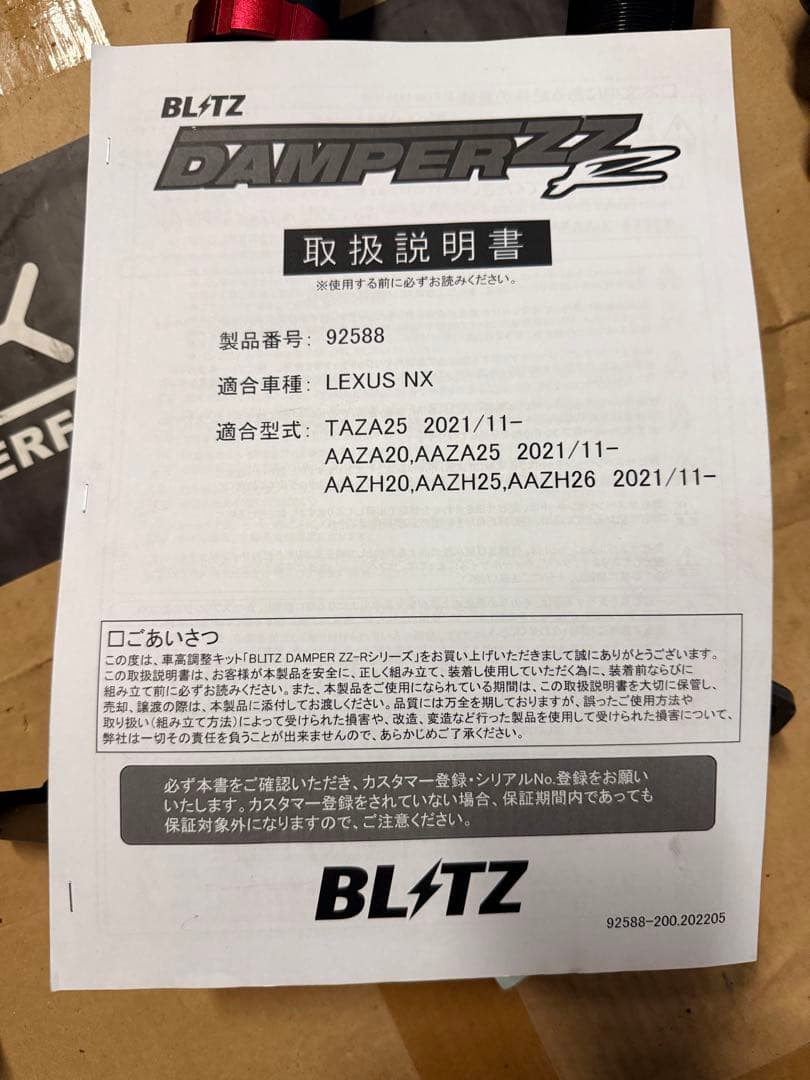 BLITZ
DAMPER ZZ R
取扱説明書
※使用する前に必ずお読みください。
製品番号: 92588
適合車種: LEXUS NX
適合型式: TAZA25 2021/11-
AAZA20,AAZA25 2021/11-
AAZH20,AAZH25,AAZH26 2021/11-
ERF
□ごあいさつ
この度は、車高調整キット「BLITZ DAMPER ZZ-Rシリーズ」をお買い上げいただきまして誠にありがとうございます。
この取扱説明書は、お客様が本製品を安全に、正しく組み立て、装着し使用していただく為に、装着前ならびに
組み立て前に必ずお読みください。また、本製品をご使用になられている期間は、この取扱説明書を大切に保管し、
売却、譲渡の際は、本製品に添付してお渡しください。品質には万全を期しておりますが、誤ったご使用方法や
取り扱い(組み立て方法)によって受けられた損害や、改造、変造など行った製品を使用して受けられた損害について、
弊社は一切その責任を負うことが出来ませんので、あらかじめご了承ください。
必ず本書をご確認いただき、カスタマー登録・シリアルNo.登録をお願い
いたします。カスタマー登録をされていない場合、保証期間内であっても
保証対象外になりますので、ご注意ください。
BLITZ
92588-200.202205